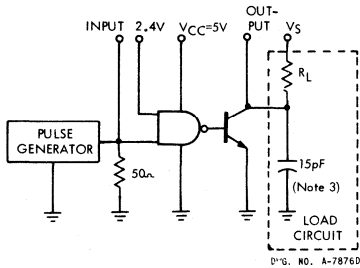 INPUT 2.4V VCC=5V OUT-
PUT VS
RL
PULSE
GENERATOR
50Ω
15pF
(Note 3)
LOAD
CIRCUIT
DWG. NO. A-7876D